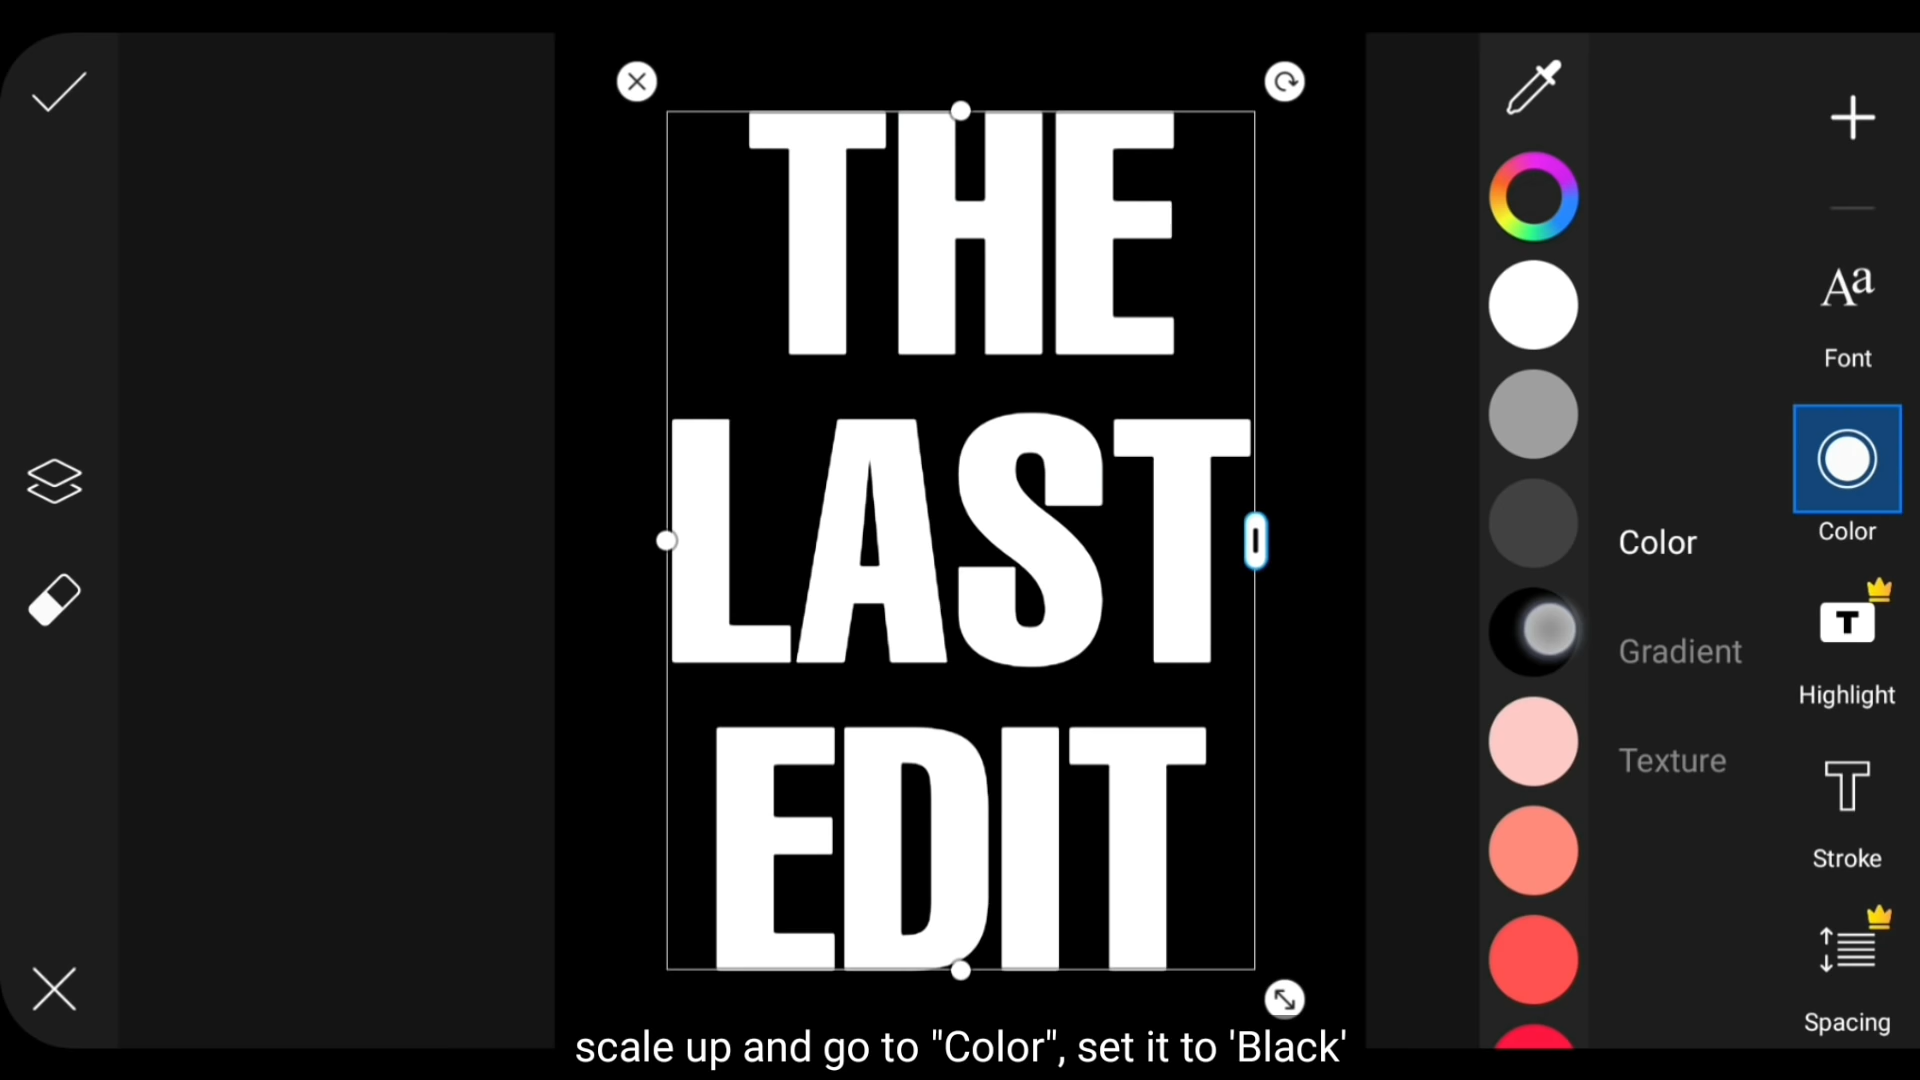 THE
LAST
EDIT
Aa
Font
Color
Color
Gradient
T
Highlight
Texture
T
Stroke
Spacing
scale up and go to "Color", set it to 'Black'